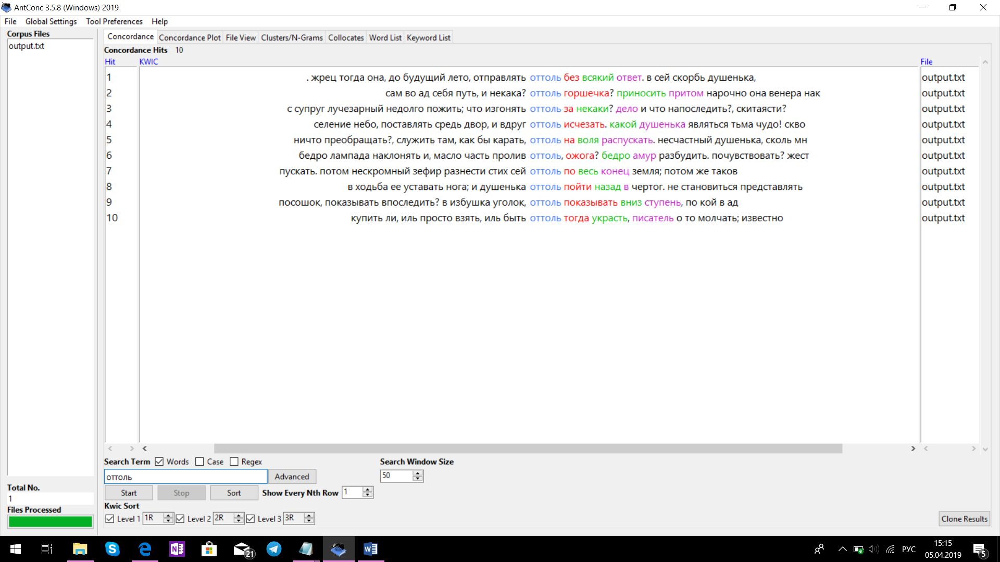 AntConc 3.5.8 (Windows) 2019
File Global Settings Tool Preferences Help
Corpus Files
output.txt
Concordance Concordance Plot File View Clusters/N-Grams Collocates Word List Keyword List
Concordance Hits 10
Hit KWIC File
1 . жрец тогда она, до будущий лето, отправлять оттоль без всякий ответ. в сей скорбь душенька, output.txt
2 сам во ад себя путь, и некака? оттоль горшечка? приносить притом нарочно она венера нак output.txt
3 с супруг лучезарный недолго пожить; что изгонять оттоль за некаки? дело и что напоследить?, скитаясти? output.txt
4 селение небо, поставлять средь двор, и вдруг оттоль исчезать. какой душенька являться тьма чудо! скво output.txt
5 ничто преобращать?, служить там, как бы карать, оттоль на воля распускать. несчастный душенька, сколь мн output.txt
6 бедро лампада наклонять и, масло часть пролив оттоль, ожога? бедро амур разбудить. почувствовать? жест output.txt
7 пускать. потом нескромный зефир разнести стих сей оттоль по весь конец земля; потом же таков output.txt
8 в ходьба ее уставать нога; и душенька оттоль пойти назад в чертог. не становиться представлять output.txt
9 посошок, показывать впоследить? в избушка уголок, оттоль показывать вниз ступень, по кой в ад output.txt
10 купить ли, иль просто взять, иль быть оттоль тогда украсть, писатель о то молчать; известно output.txt
Search Term Words Case Regex Search Window Size
оттоль Advanced 50
Start Stop Sort Show Every Nth Row 1
Kwic Sort
Level 1 1R Level 2 2R Level 3 3R Clone Results
Total No.
1
Files Processed
21
РУС 15:15
05.04.2019
5